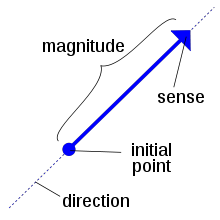 magnitude
sense
initial
point
direction